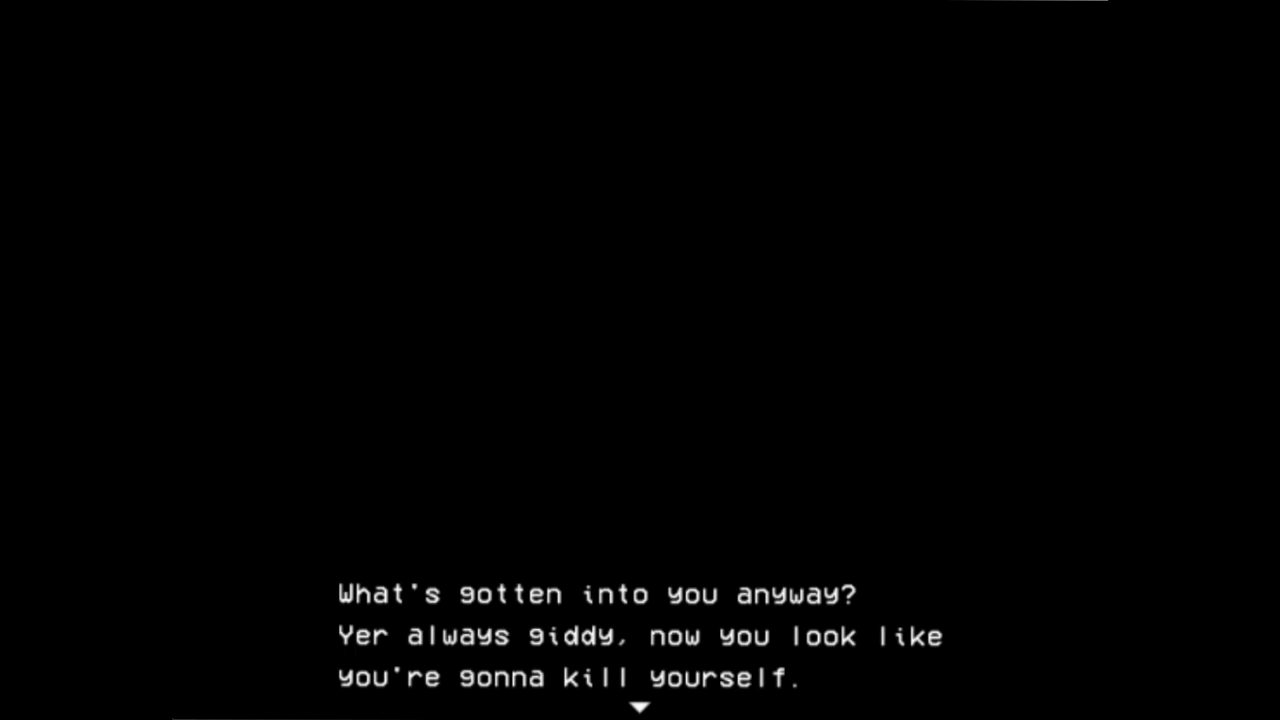 What's gotten into you anyway?
Yer always giddy, now you look like
you're gonna kill yourself.